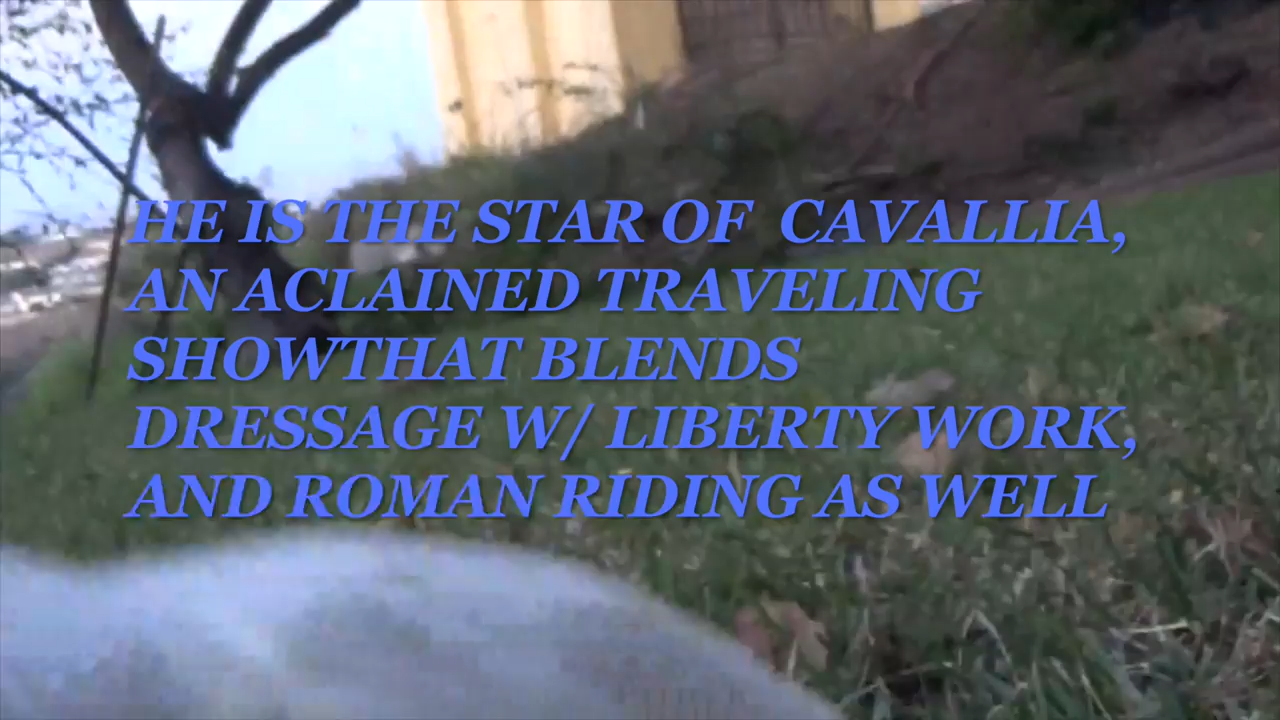 HE IS THE STAR OF CAVALLIA,
AN ACLAINED TRAVELING
SHOWTHAT BLENDS
DRESSAGE W/ LIBERTY WORK,
AND ROMAN RIDING AS WELL